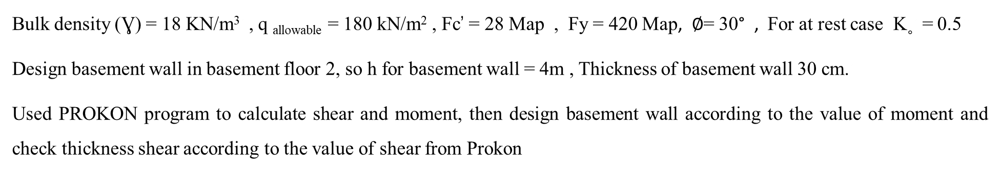 Bulk density (Ɣ) = 18 KN/m³ , q allowable = 180 kN/m² , Fc’ = 28 Map , Fy = 420 Map, Ø= 30° , For at rest case K˳ = 0.5
Design basement wall in basement floor 2, so h for basement wall = 4m , Thickness of basement wall 30 cm.
Used PROKON program to calculate shear and moment, then design basement wall according to the value of moment and
check thickness shear according to the value of shear from Prokon